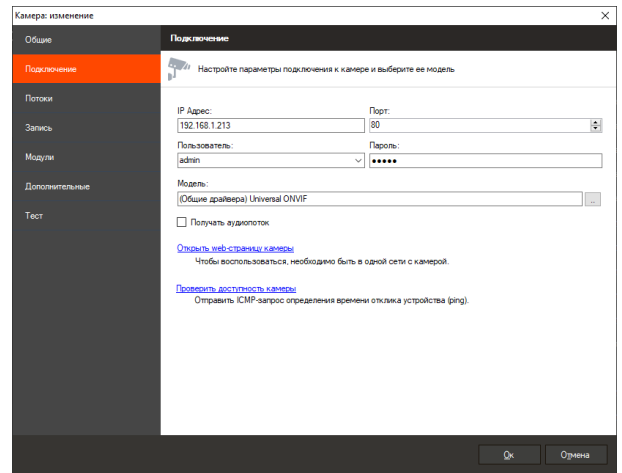 Камера: изменение
Общие
Подключение
Потоки
Запись
Модули
Дополнительные
Тест
Подключение
Настройте параметры подключения к камере и выберите ее модель
IP Адрес: Порт:
192.168.1.213 80
Пользователь: Пароль:
admin •••••
Модель:
(Общие драйвера) Universal ONVIF ...
Получать аудиопоток
Открыть web-страницу камеры
Чтобы воспользоваться, необходимо быть в одной сети с камерой.
Проверить доступность камеры
Отправить ICMP-запрос определения времени отклика устройства (ping).
Ок Отмена